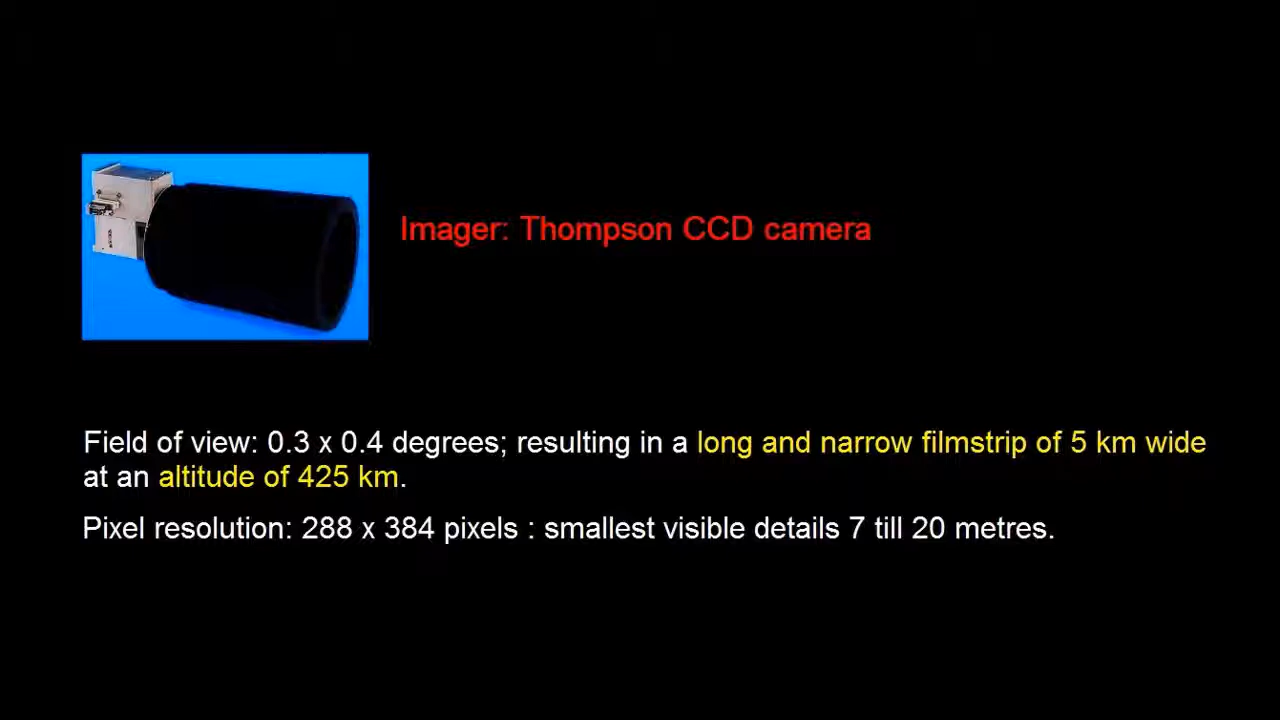 Imager: Thompson CCD camera
Field of view: 0.3 x 0.4 degrees; resulting in a long and narrow filmstrip of 5 km wide
at an altitude of 425 km.
Pixel resolution: 288 x 384 pixels : smallest visible details 7 till 20 metres.